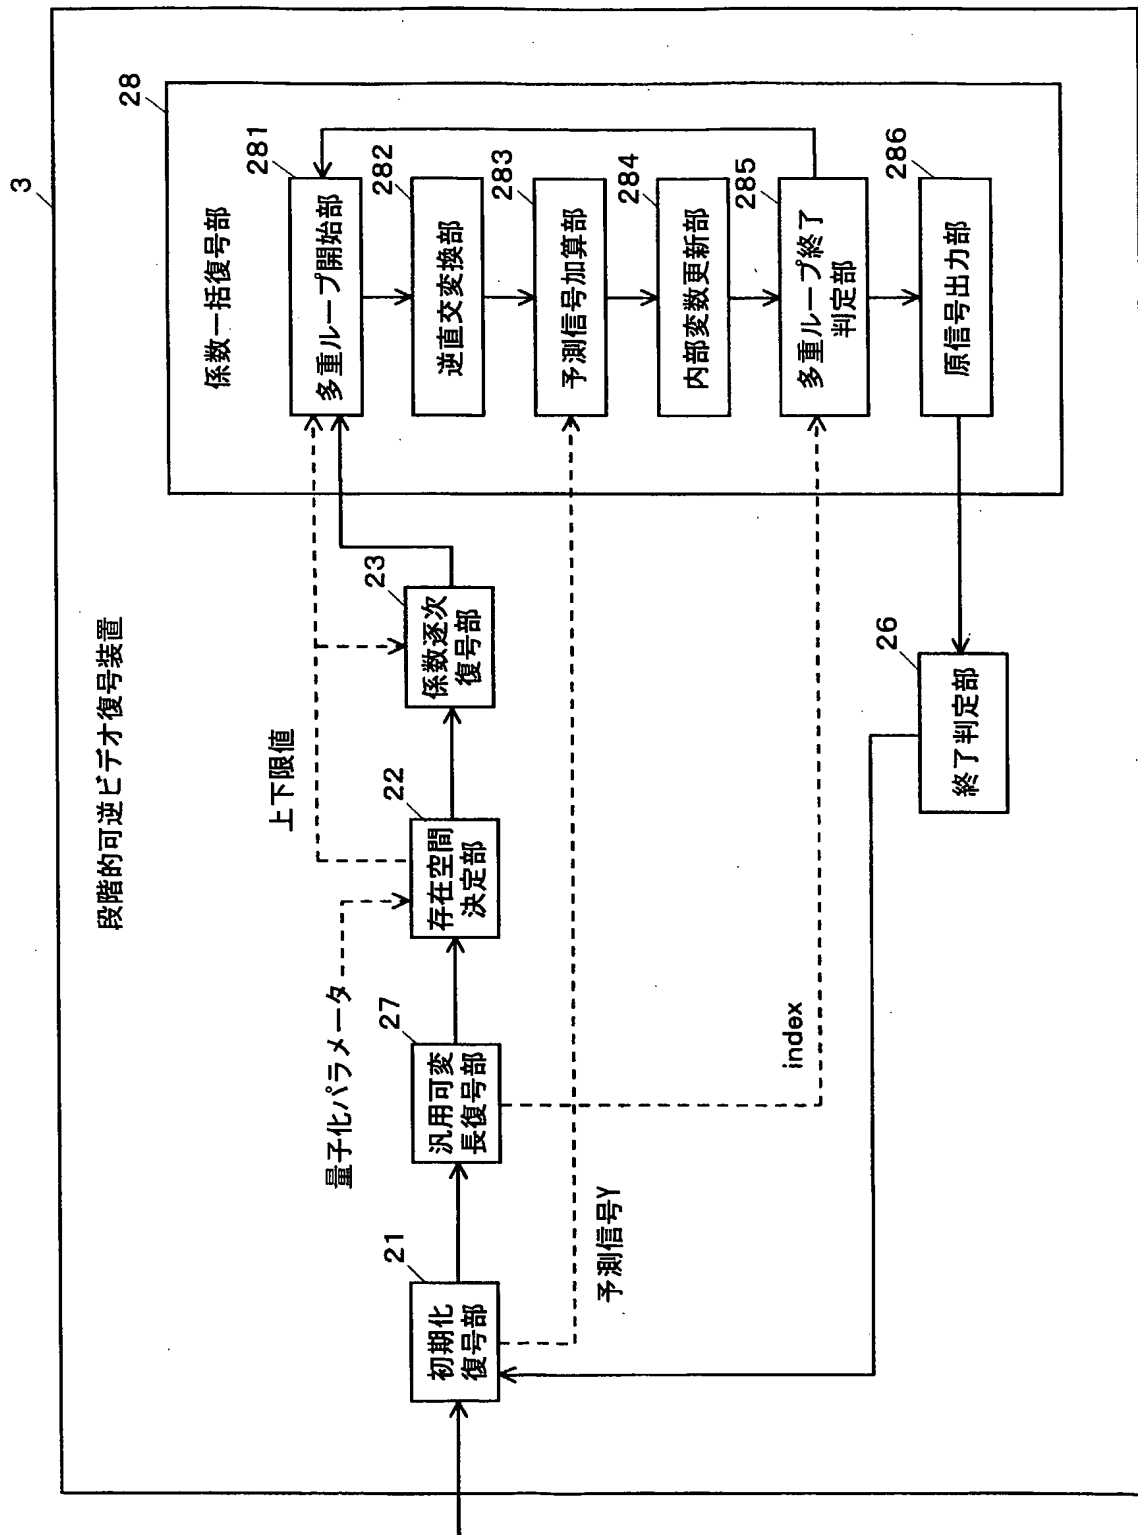 3
段階的可逆ビデオ復号装置
28
係数一括復号部
281
多重ループ開始部
282
逆直交変換部
283
予測信号加算部
284
内部変数更新部
285
多重ループ終了
判定部
286
原信号出力部
上下限値
量子化パラメータ
21
初期化
復号部
27
汎用可変
長復号部
22
存在空間
決定部
23
係数逐次
復号部
予測信号Y
index
26
終了判定部